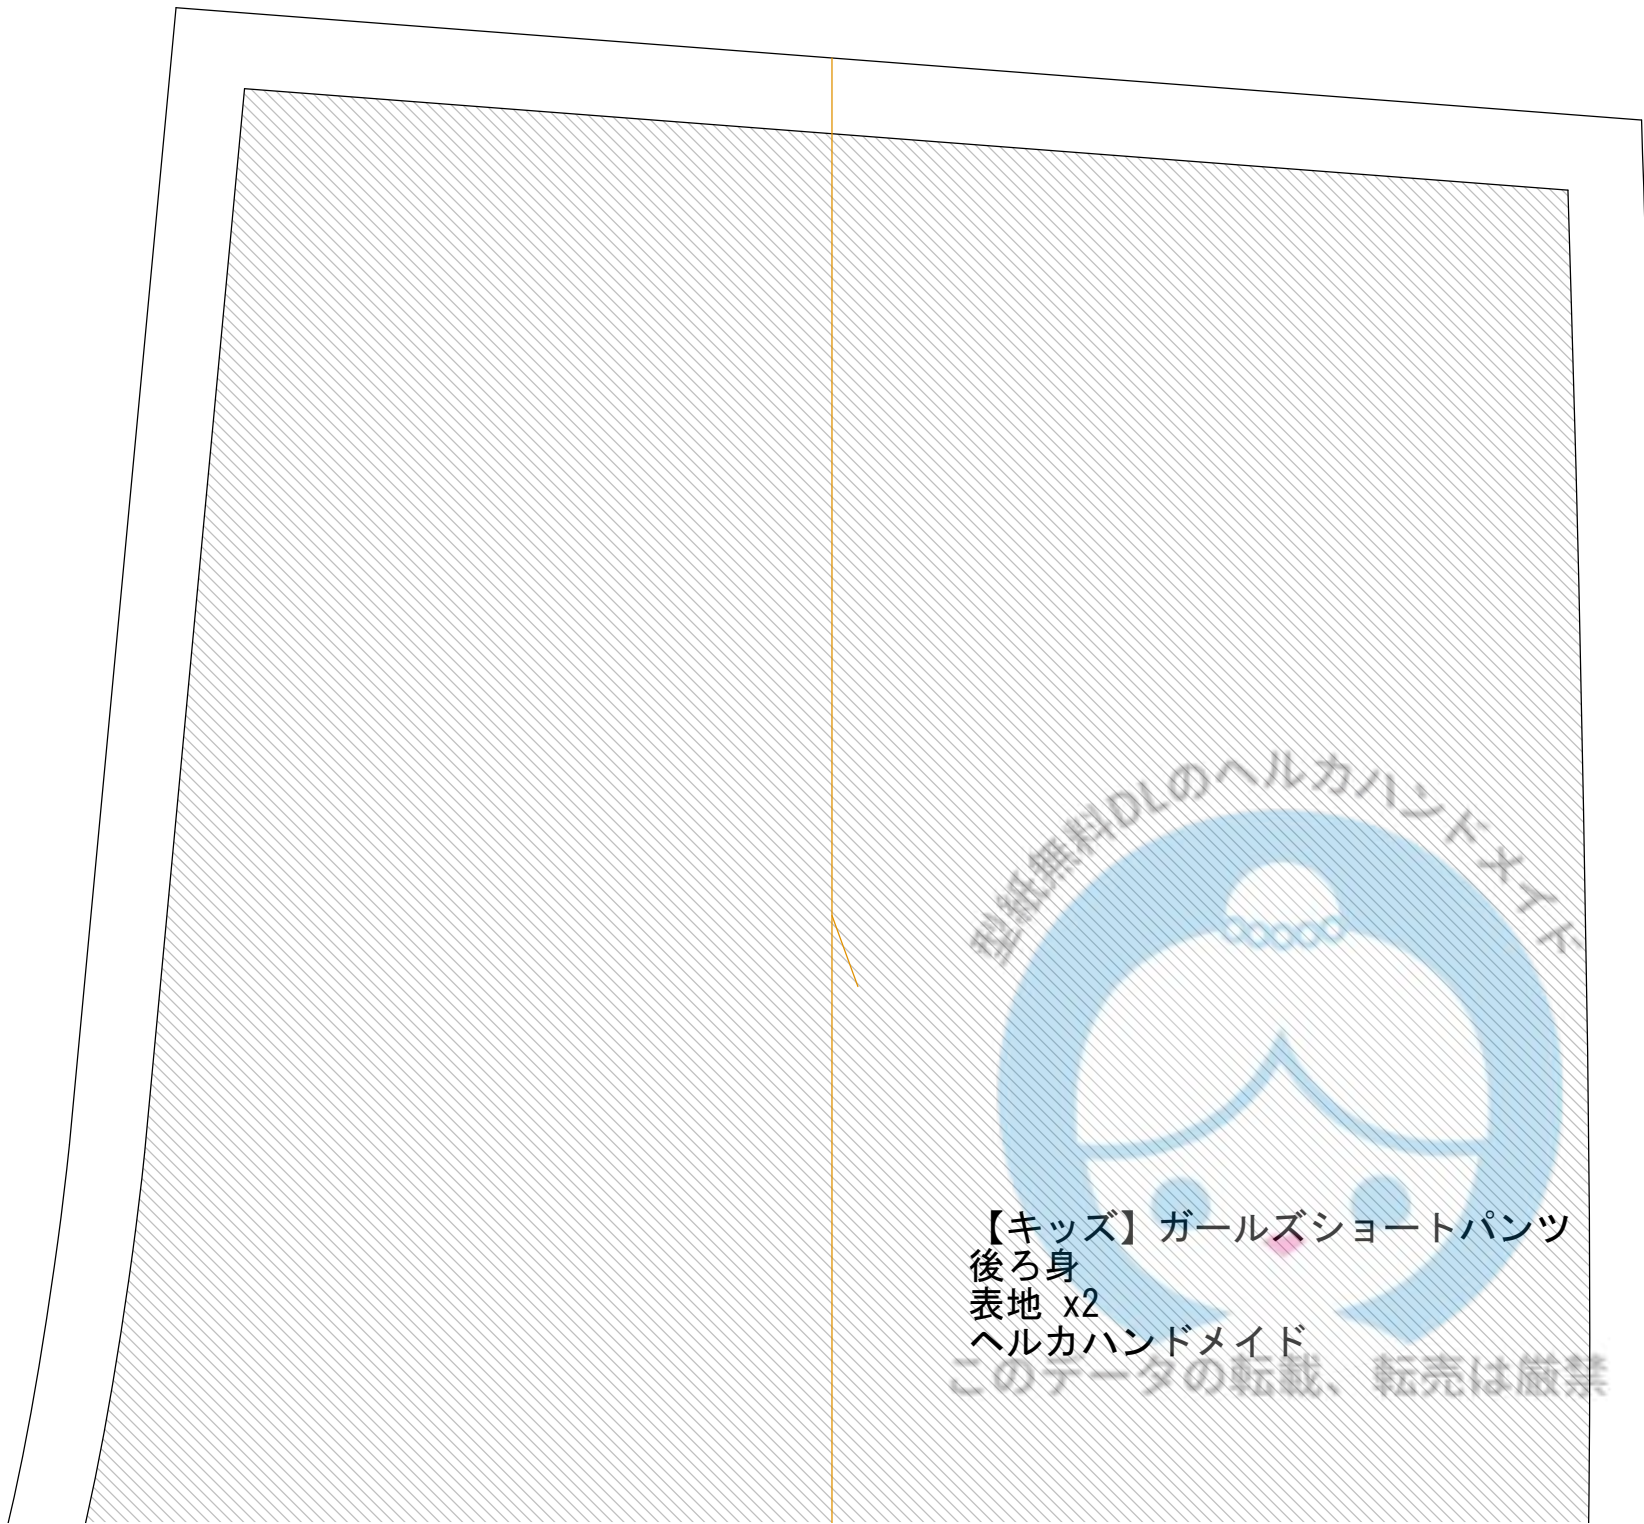 型紙無料DLのヘルカハンドメイド
【キッズ】ガールズショートパンツ
後ろ身
表地 x2
ヘルカハンドメイド
このデータの転載、転売は厳禁